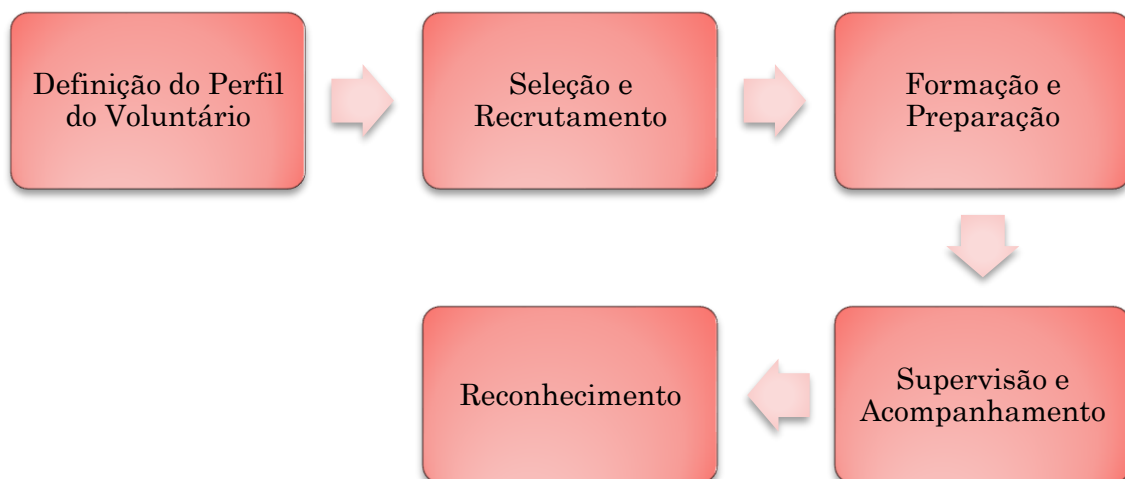 Definição do Perfil
do Voluntário
Seleção e
Recrutamento
Formação e
Preparação
Supervisão e
Acompanhamento
Reconhecimento